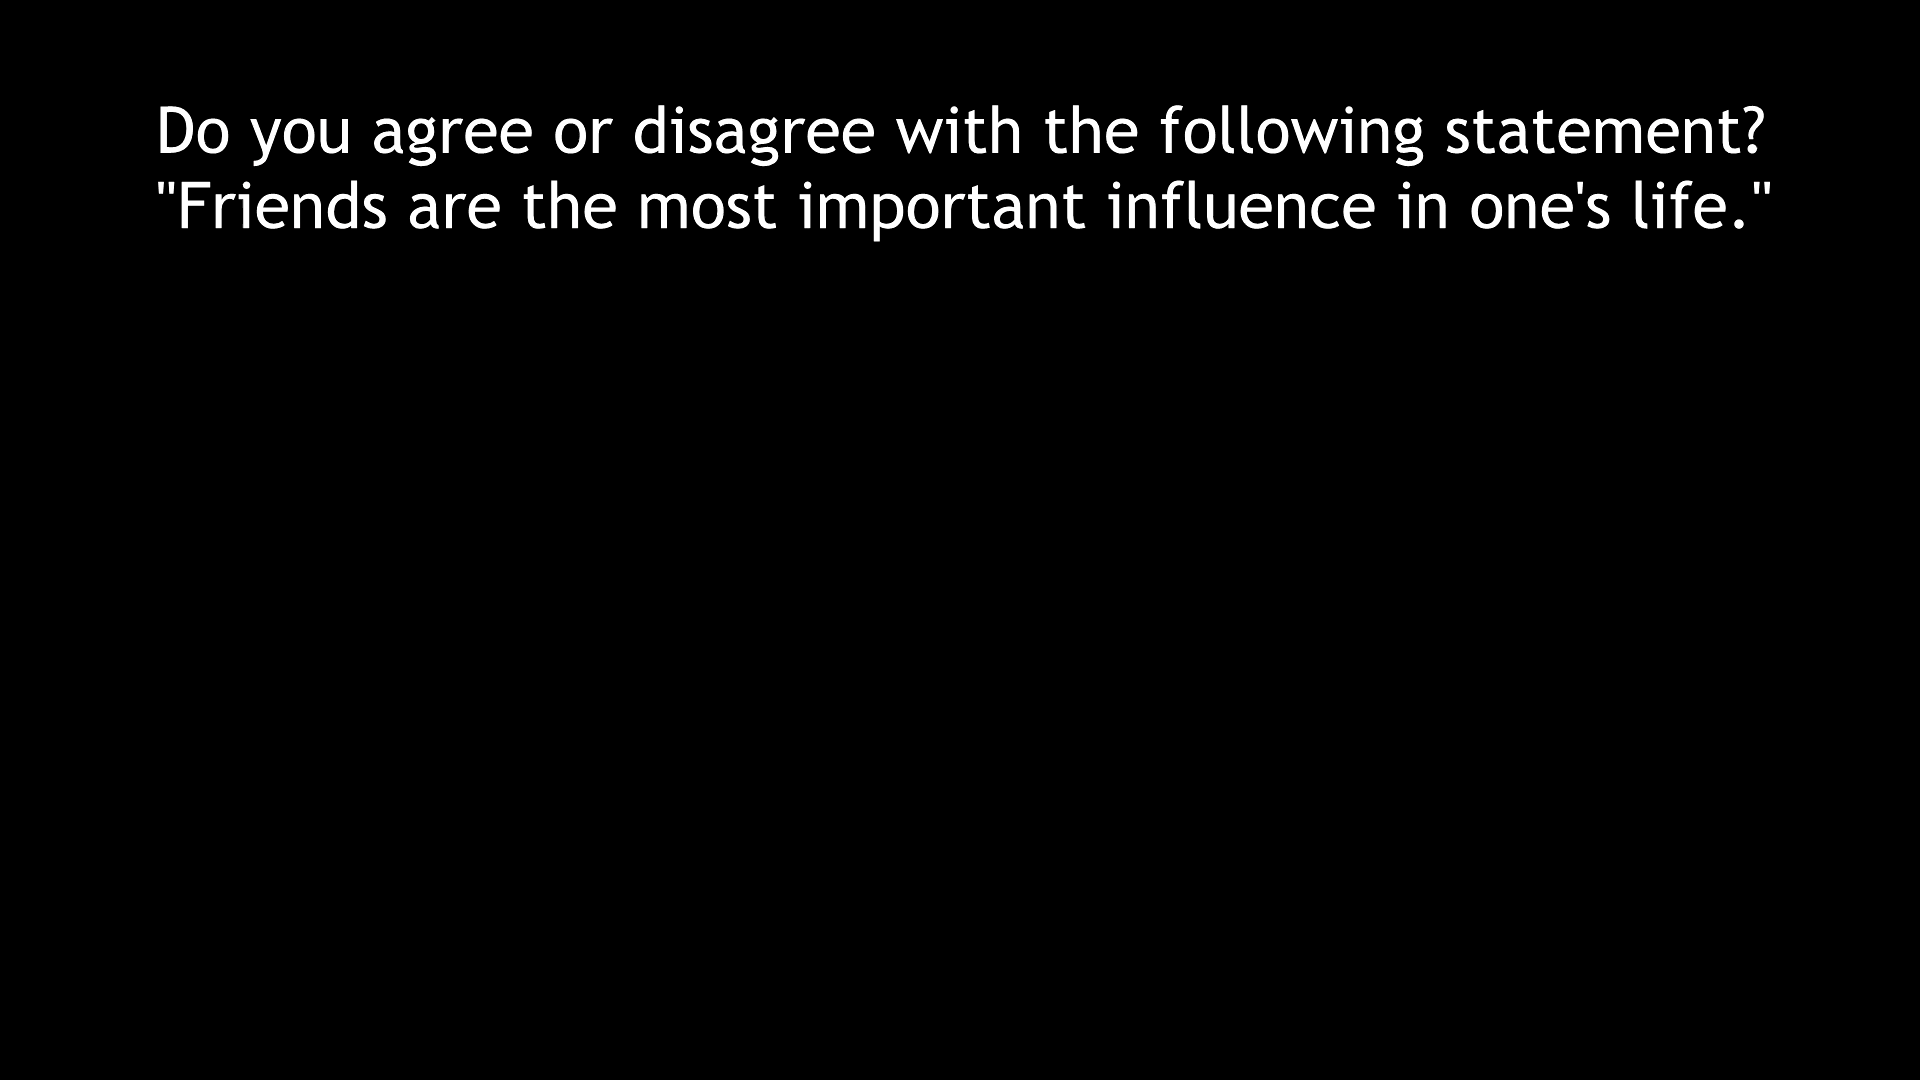 Do you agree or disagree with the following statement?
"Friends are the most important influence in one's life."